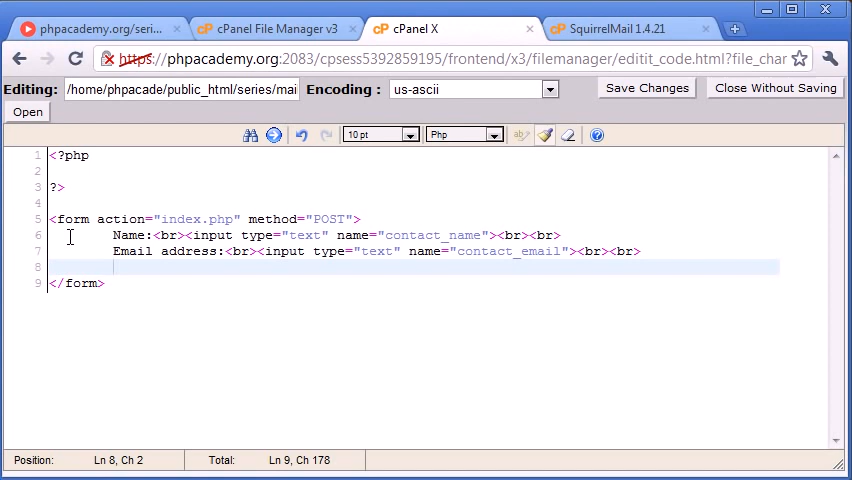 phpacademy.org/seri... cPanel File Manager v3 cPanel X SquirrelMail 1.4.21
https://phpacademy.org:2083/cpsess5392859195/frontend/x3/filemanager/editit_code.html?file_char
Editing: /home/phpacade/public_html/series/mai Encoding : us-ascii Save Changes Close Without Saving
Open
10 pt Php
1 <?php
2
3 ?>
4
5 <form action="index.php" method="POST">
6 Name:<br><input type="text" name="contact_name"><br><br>
7 Email address:<br><input type="text" name="contact_email"><br><br>
8
9 </form>
Position: Ln 8, Ch 2 Total: Ln 9, Ch 178